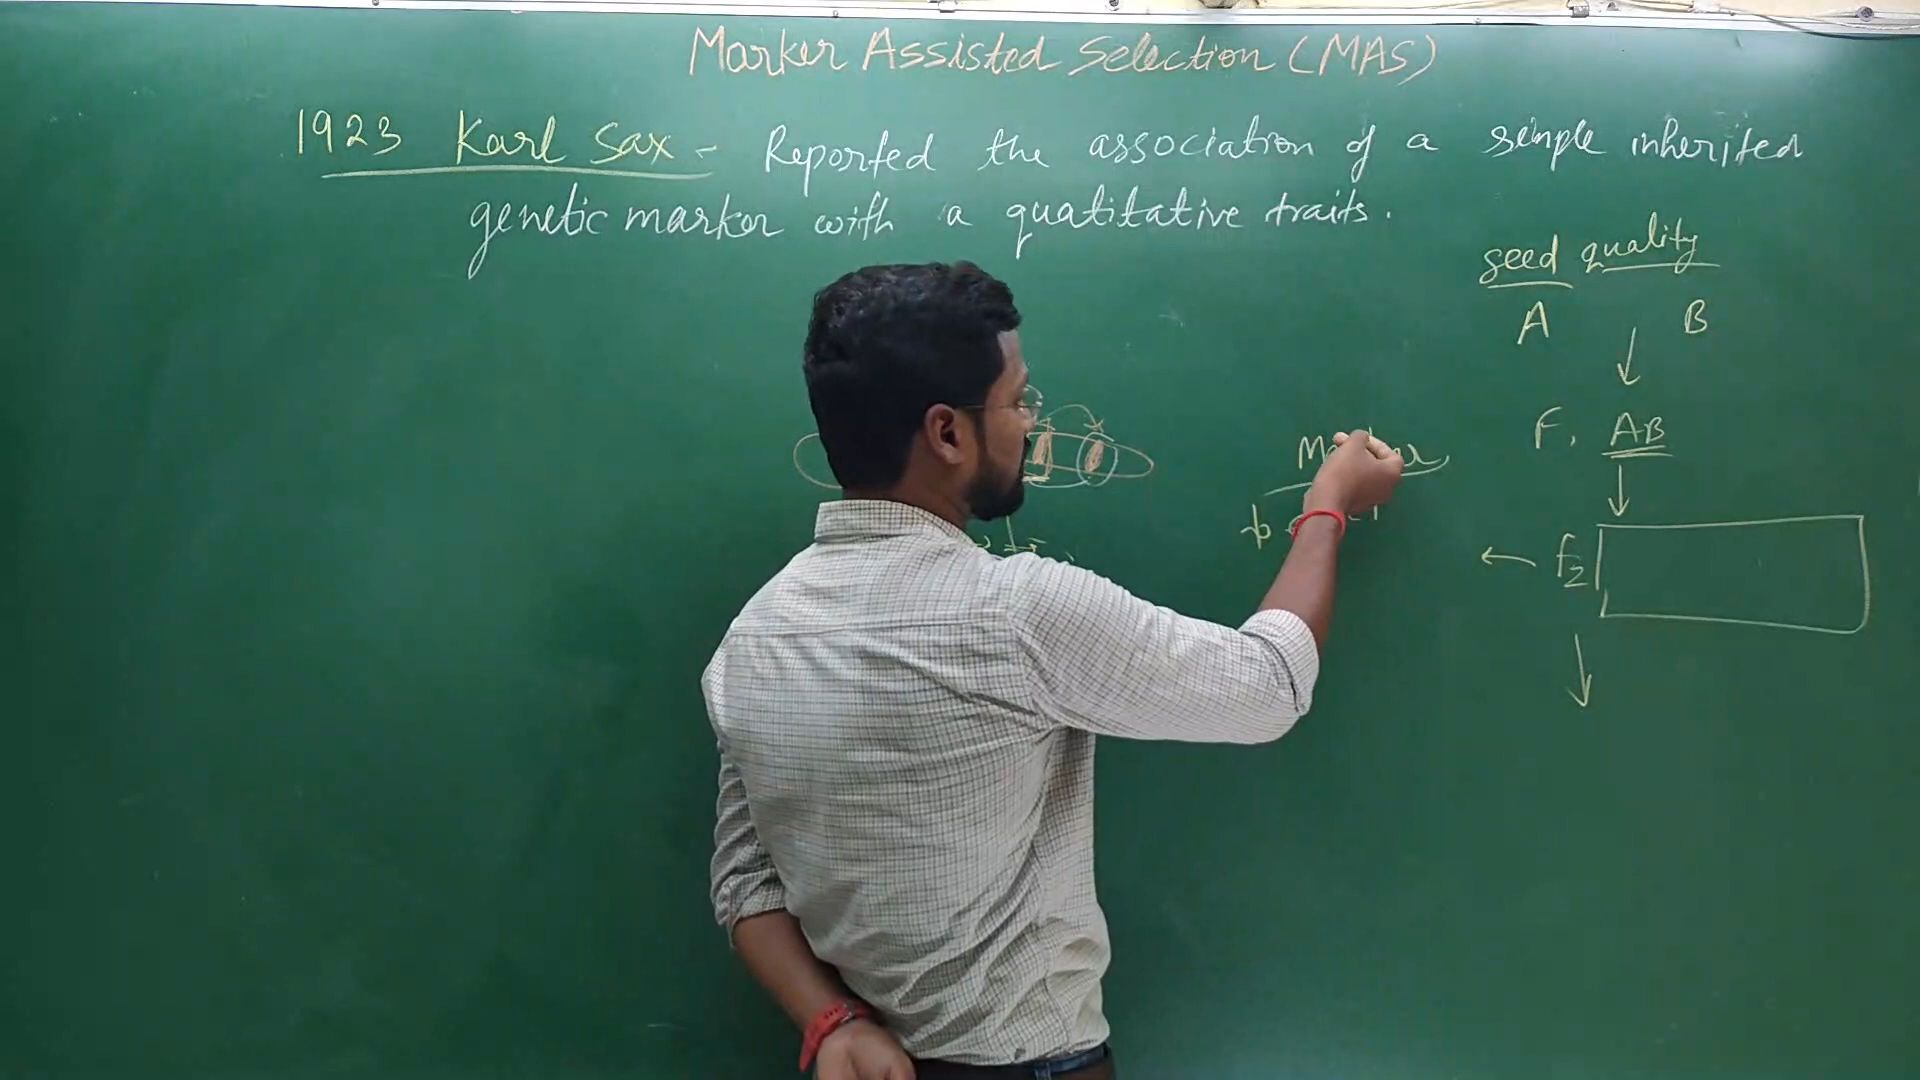 Marker Assisted Selection (MAS)
1923 Karl Sax - Reported the association of a simple inherited
genetic marker with a quatitative traits.
seed quality
A B
F1 AB
F2